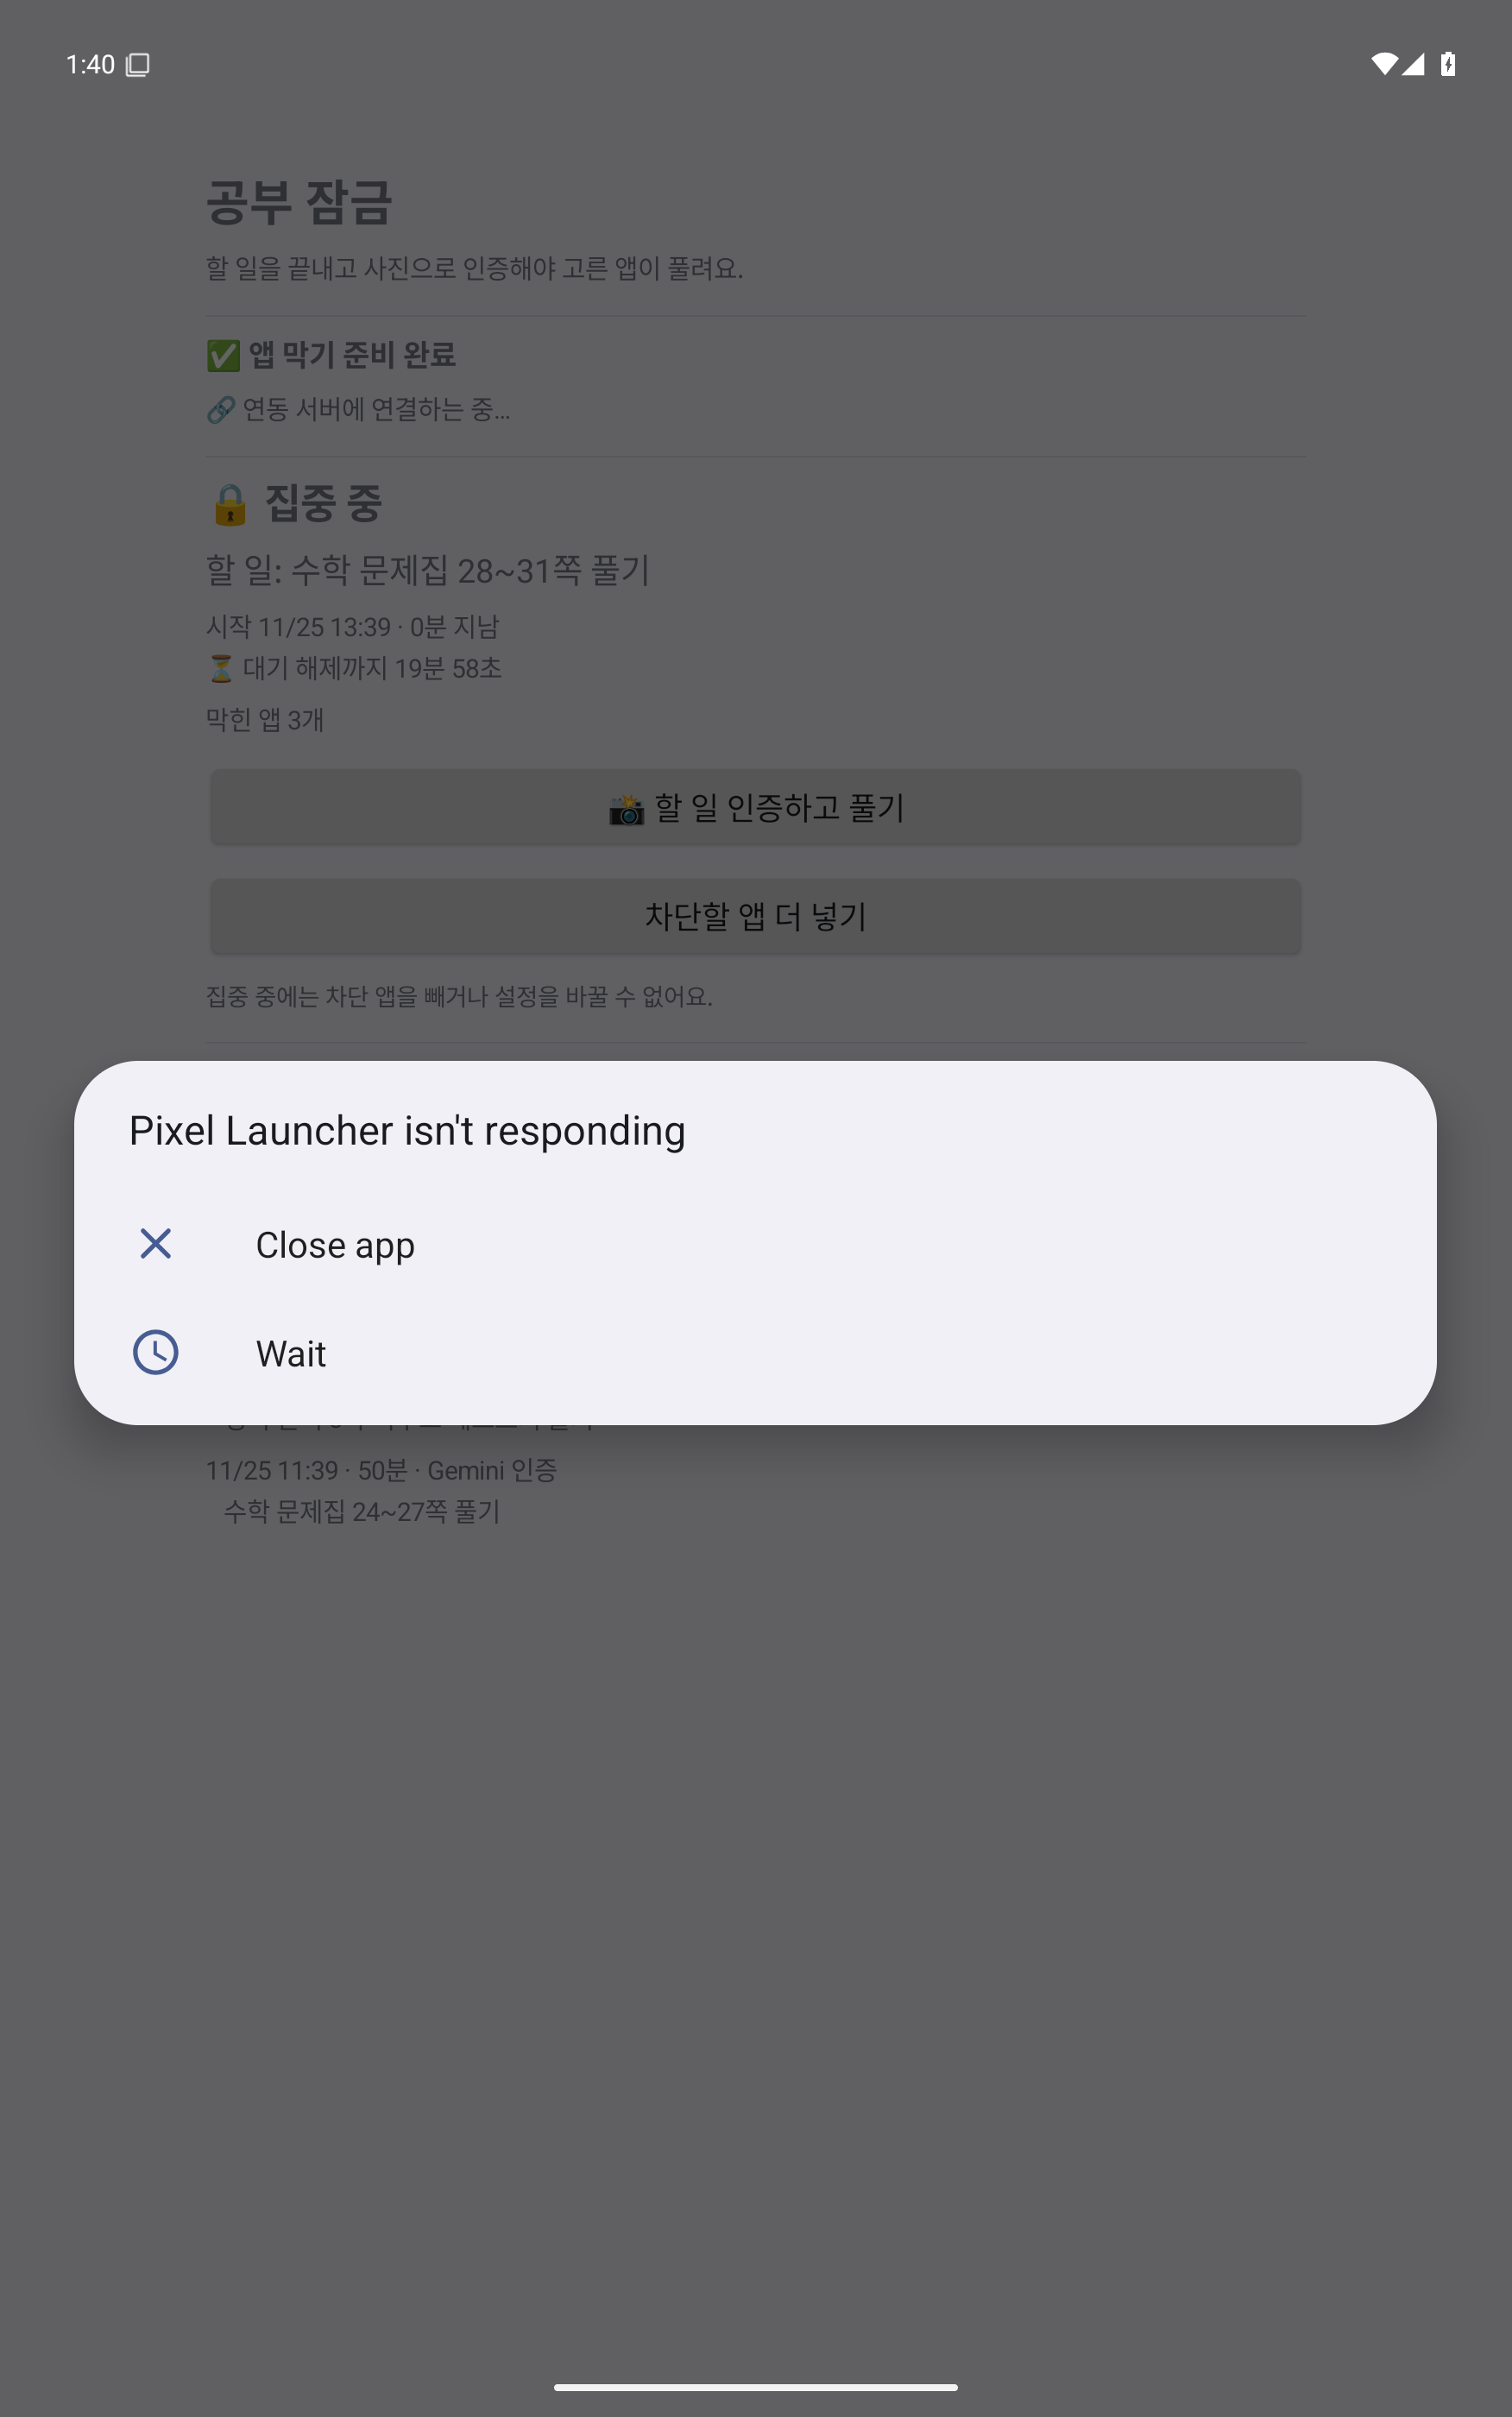 1:40
공부 잠금
할 일을 끝내고 사진으로 인증해야 고른 앱이 풀려요.
✅ 앱 막기 준비 완료
🔗 연동 서버에 연결하는 중…
🔒 집중 중
할 일: 수학 문제집 28~31쪽 풀기
시작 11/25 13:39 · 0분 지남
⏳ 대기 해제까지 19분 58초
막힌 앱 3개
📸 할 일 인증하고 풀기
차단할 앱 더 넣기
집중 중에는 차단 앱을 빼거나 설정을 바꿀 수 없어요.
Pixel Launcher isn't responding
Close app
Wait
11/25 11:39 · 50분 · Gemini 인증
수학 문제집 24~27쪽 풀기